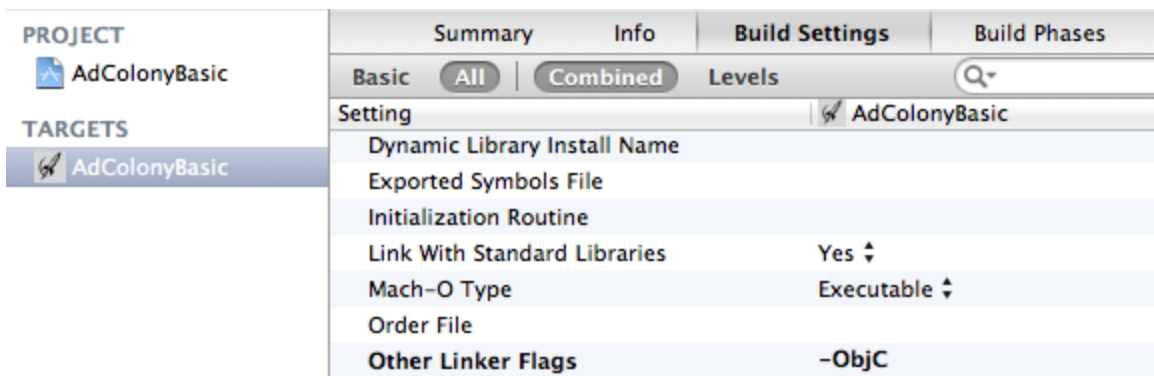 PROJECT
AdColonyBasic
TARGETS
AdColonyBasic
Summary Info Build Settings Build Phases
Basic All Combined Levels
Setting AdColonyBasic
Dynamic Library Install Name
Exported Symbols File
Initialization Routine
Link With Standard Libraries Yes
Mach-O Type Executable
Order File
Other Linker Flags -ObjC